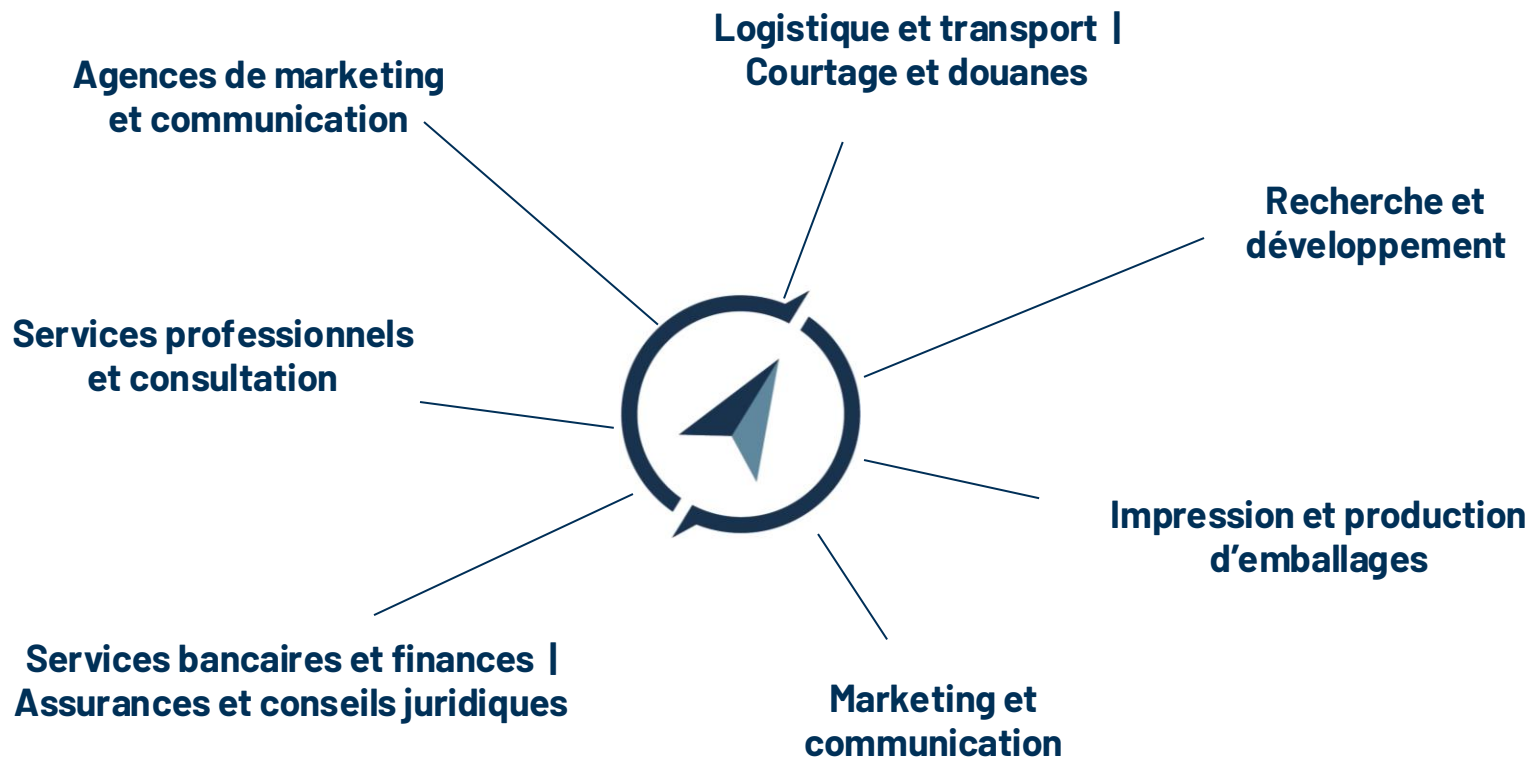 Logistique et transport |
Courtage et douanes
Agences de marketing
et communication
Recherche et
développement
Services professionnels
et consultation
Impression et production
d’emballages
Services bancaires et finances |
Assurances et conseils juridiques
Marketing et
communication